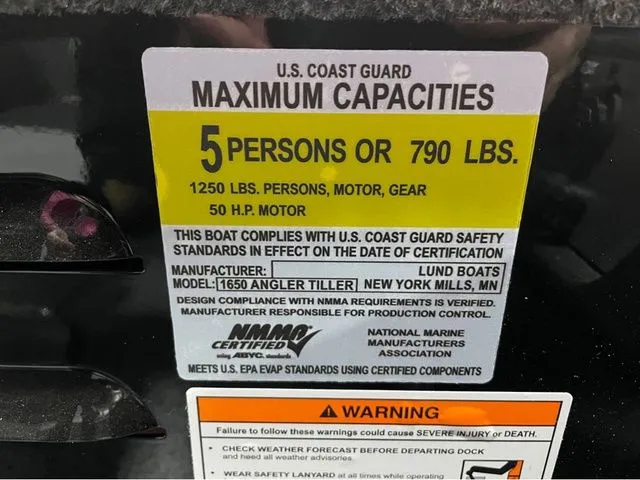 U.S. COAST GUARD
MAXIMUM CAPACITIES
5 PERSONS OR 790 LBS.
1250 LBS. PERSONS, MOTOR, GEAR
50 H.P. MOTOR
THIS BOAT COMPLIES WITH U.S. COAST GUARD SAFETY
STANDARDS IN EFFECT ON THE DATE OF CERTIFICATION
MANUFACTURER: LUND BOATS
MODEL: 1650 ANGLER TILLER NEW YORK MILLS, MN
DESIGN COMPLIANCE WITH NMMA REQUIREMENTS IS VERIFIED.
MANUFACTURER RESPONSIBLE FOR PRODUCTION CONTROL.
NMMA®
CERTIFIED
using ABYC. standards
NATIONAL MARINE
MANUFACTURERS
ASSOCIATION
MEETS U.S. EPA EVAP STANDARDS USING CERTIFIED COMPONENTS
WARNING
Failure to follow these warnings could cause SEVERE INJURY or DEATH.
• CHECK WEATHER FORECAST BEFORE DEPARTING DOCK
and heed all weather advisories.
• WEAR SAFETY LANYARD at all times while operating